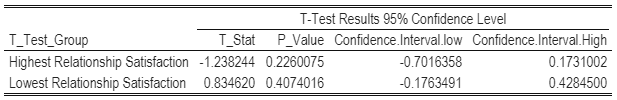 T-Test Results 95% Confidence Level
T_Test_Group T_Stat P_Value Confidence.Interval.low Confidence.Interval.High
Highest Relationship Satisfaction -1.238244 0.2260075 -0.7016358 0.1731002
Lowest Relationship Satisfaction 0.834620 0.4074016 -0.1763491 0.4284500